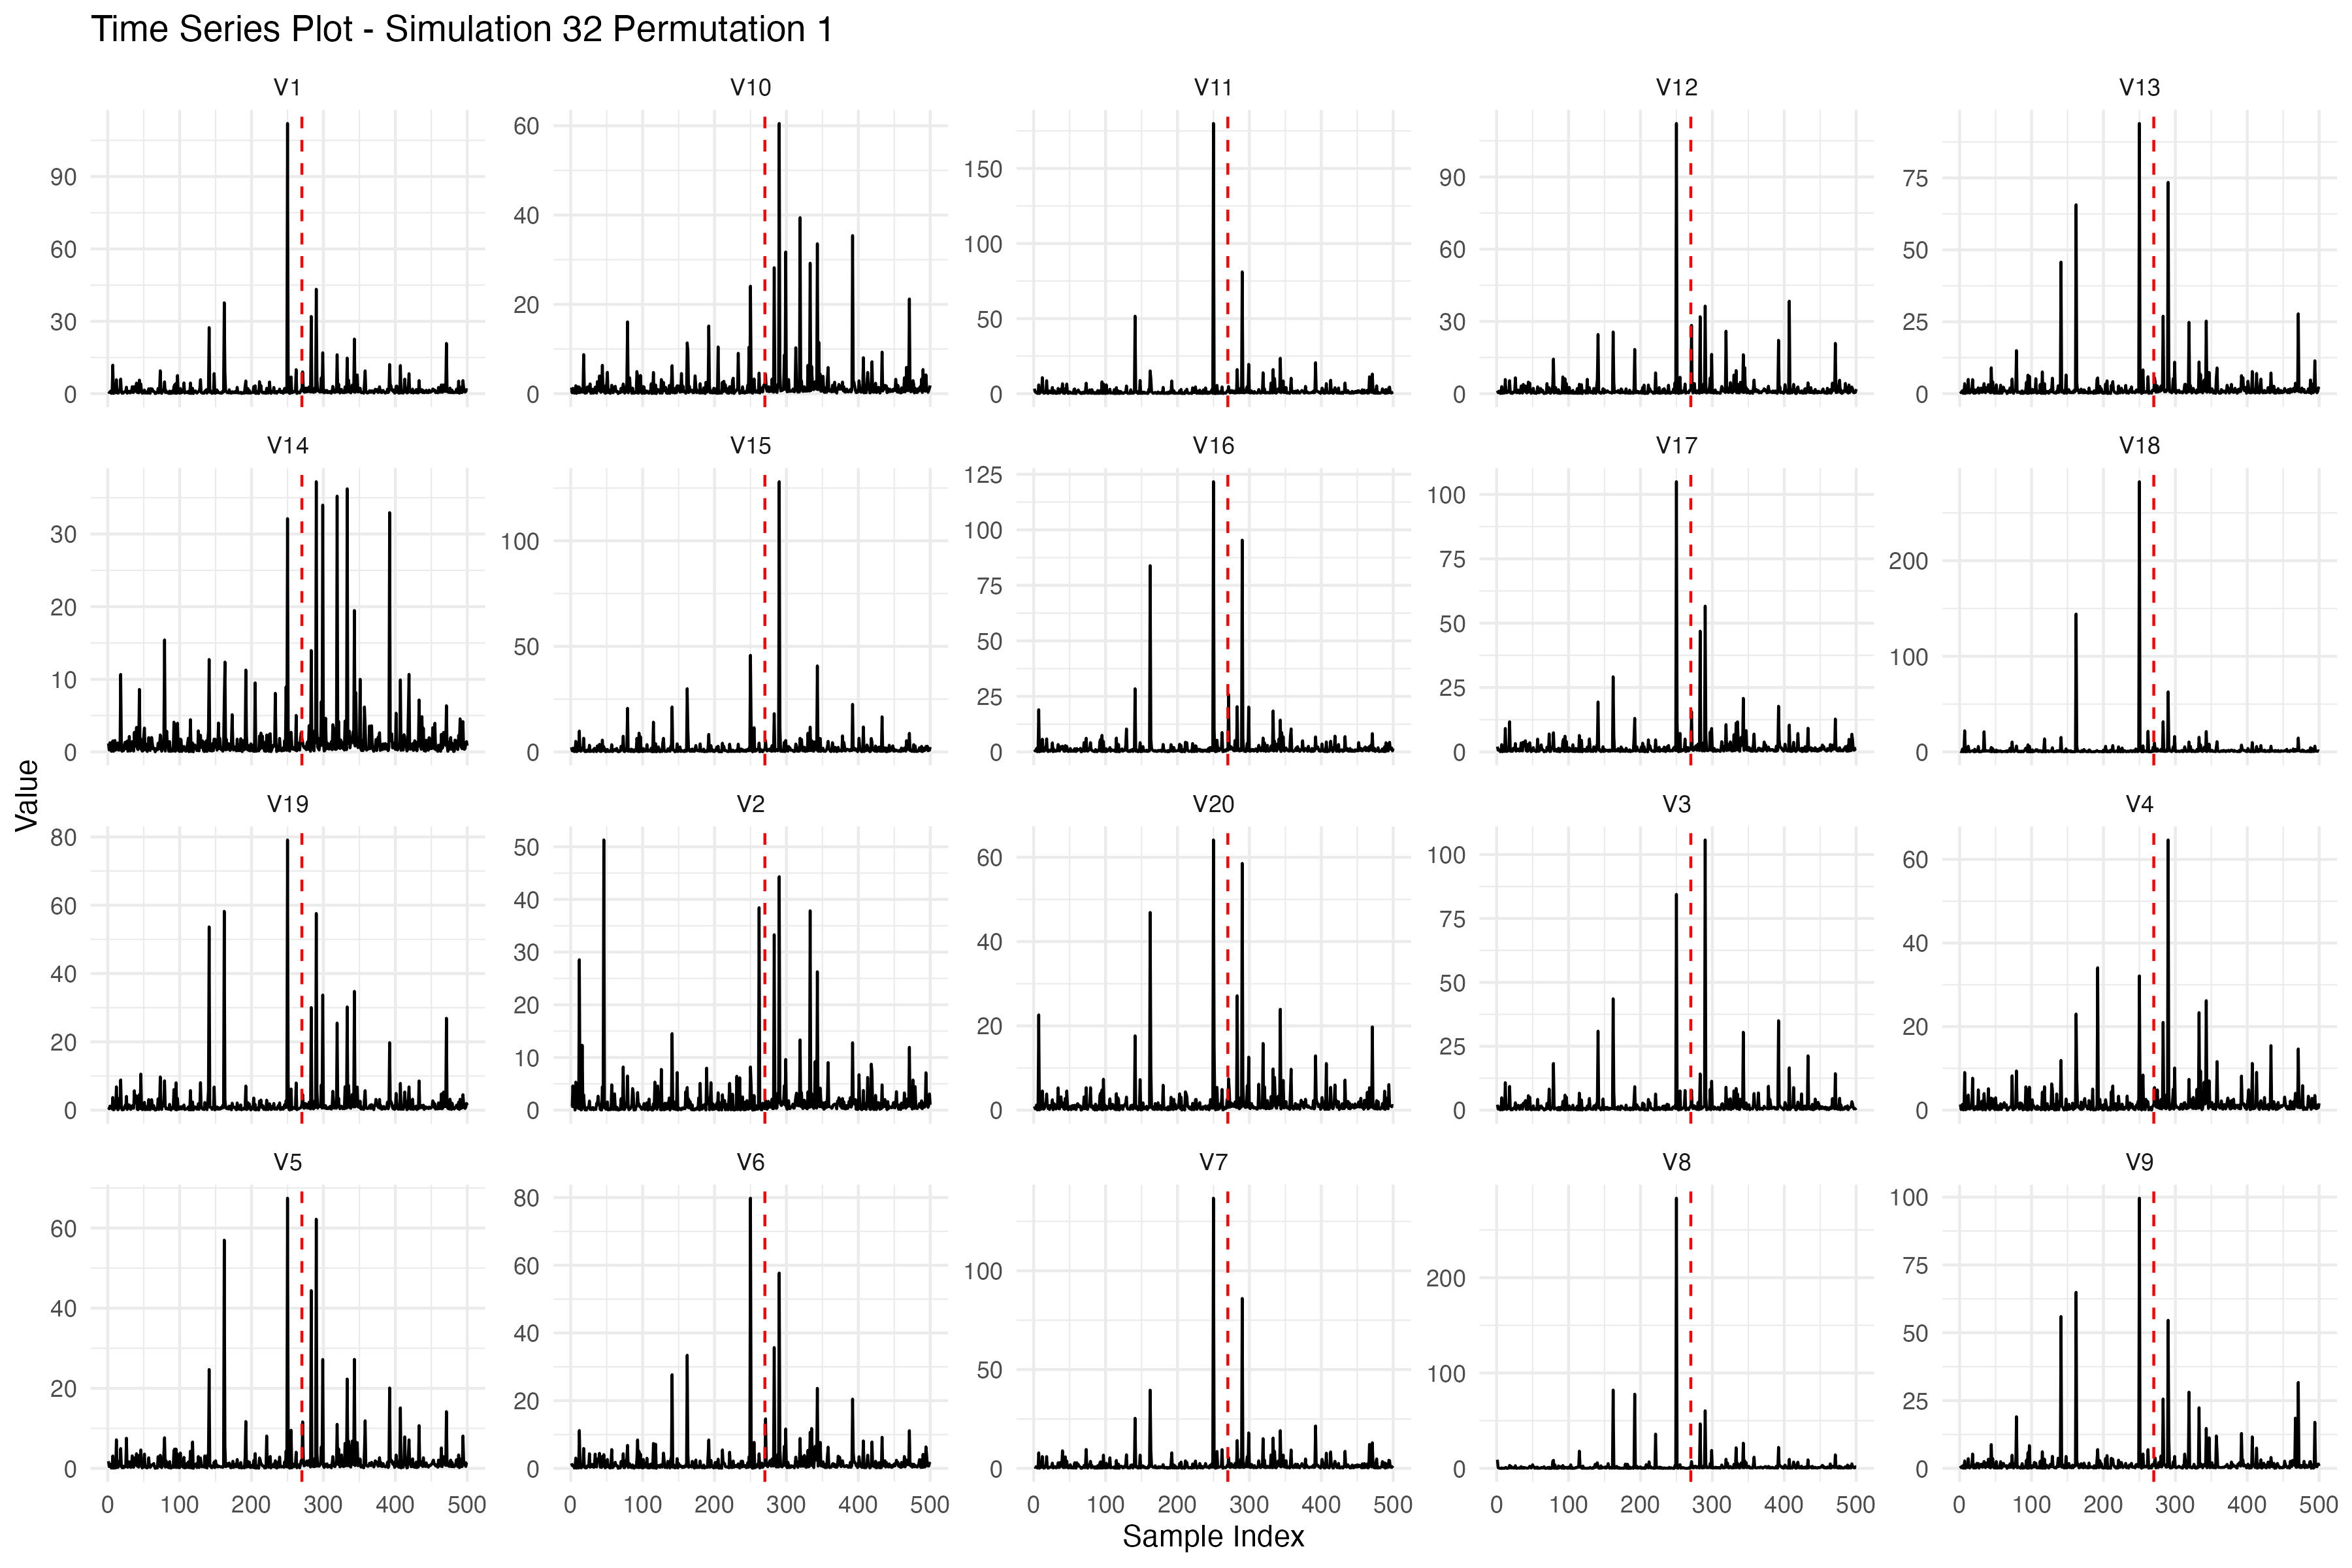 Time Series Plot - Simulation 32 Permutation 1
V1 V10 V11 V12 V13
90 60 30 0
60 40 20 0
150 100 50 0
90 60 30 0
75 50 25 0
V14 V15 V16 V17 V18
30 20 10 0
100 50 0
125 100 75 50 25 0
100 75 50 25 0
200 100 0
V19 V2 V20 V3 V4
80 60 40 20 0
50 40 30 20 10 0
60 40 20 0
100 75 50 25 0
60 40 20 0
V5 V6 V7 V8 V9
60 40 20 0
80 60 40 20 0
100 50 0
200 100 0
100 75 50 25 0
0 100 200 300 400 500 0 100 200 300 400 500 0 100 200 300 400 500 0 100 200 300 400 500 0 100 200 300 400 500
Sample Index
Value